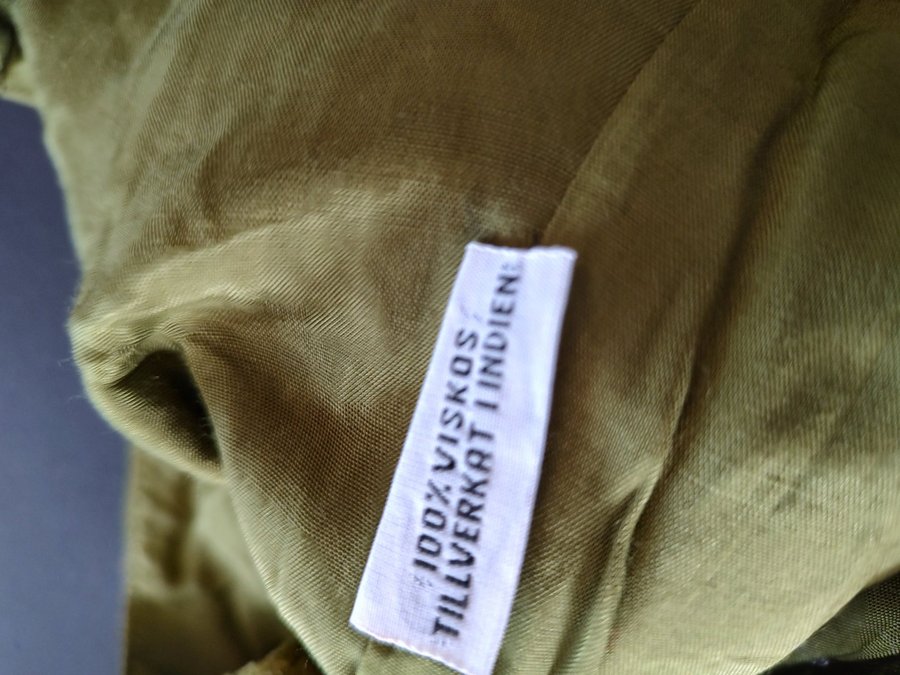 100% VISKOS
TILLVERKAT I INDIEN